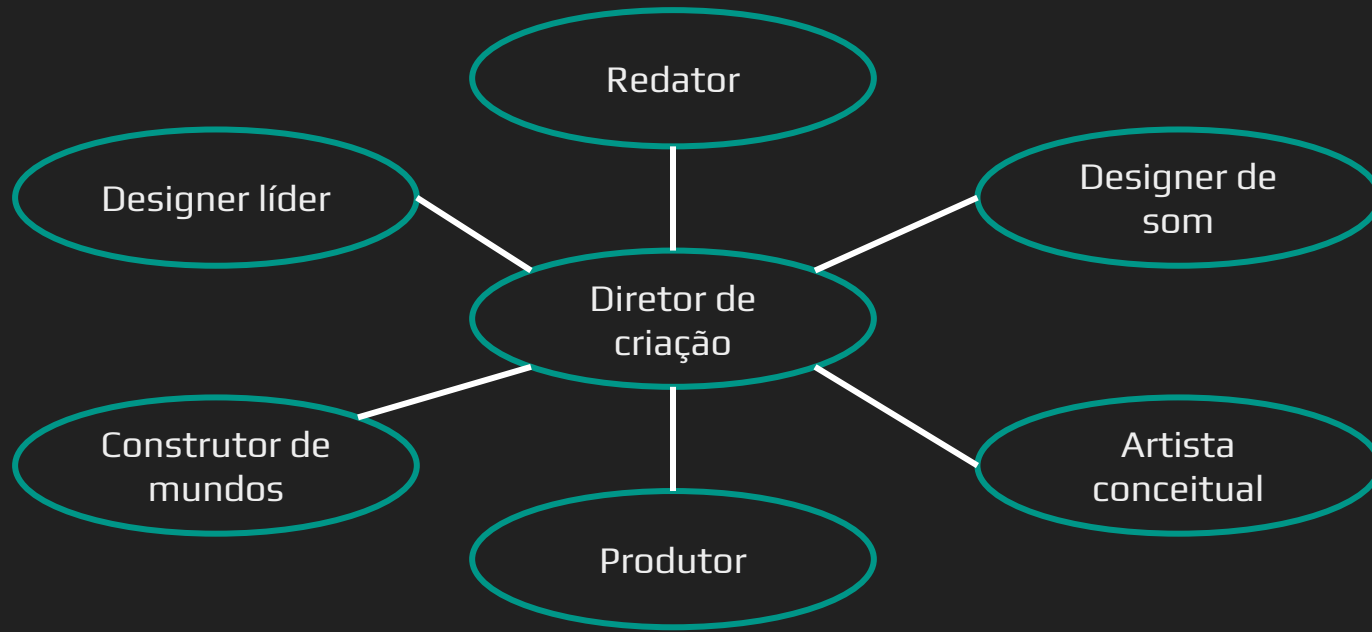 Redator
Designer líder
Designer de
som
Diretor de
criação
Construtor de
mundos
Artista
conceitual
Produtor